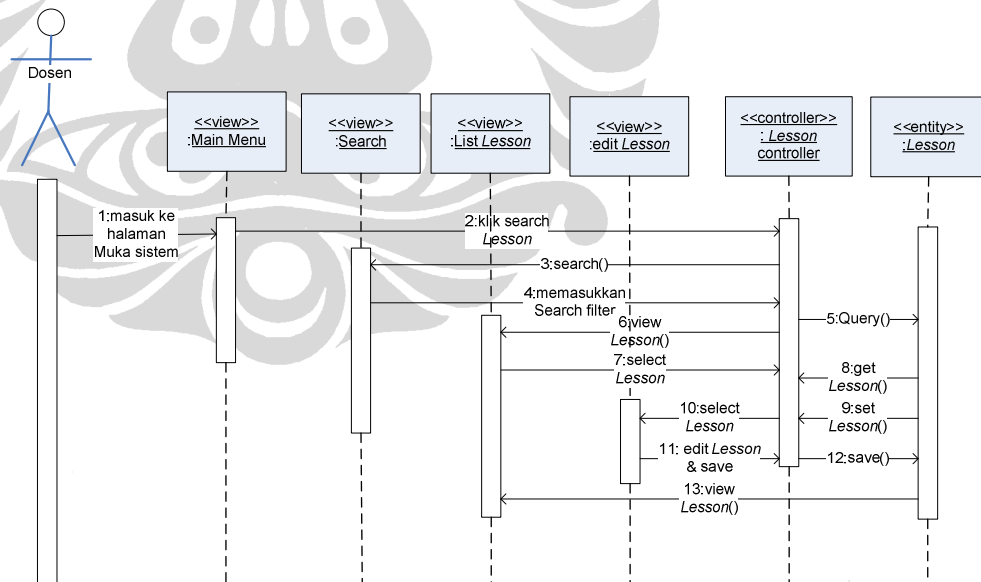 Dosen
<<view>>
:Main Menu
<<view>>
:Search
<<view>>
:List Lesson
<<view>>
:edit Lesson
<<controller>>
: Lesson
controller
<<entity>>
:Lesson
1:masuk ke
halaman
Muka sistem
2:klik search
Lesson
3:search()
4:memasukkan
Search filter
5:Query()
6:view
Lesson()
7:select
Lesson
8:get
Lesson()
9:set
Lesson()
10:select
Lesson
11: edit Lesson
& save
12:save()
13:view
Lesson()